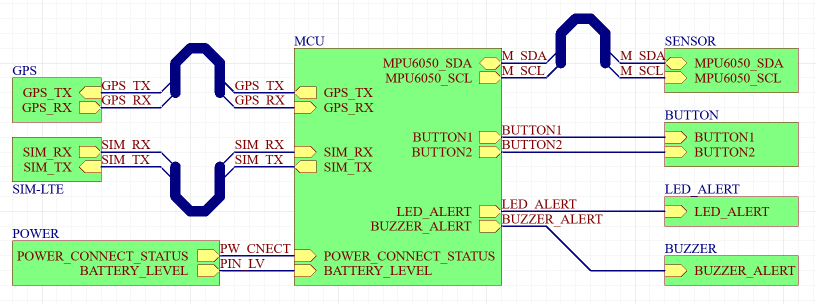 MCU
SENSOR
MPU6050_SDA
M_SDA
M_SDA
MPU6050_SDA
MPU6050_SCL
M_SCL
M_SCL
MPU6050_SCL
GPS
GPS_TX
GPS_TX
GPS_TX
GPS_TX
GPS_RX
GPS_RX
GPS_RX
GPS_RX
BUTTON
BUTTON1
BUTTON1
BUTTON1
BUTTON2
BUTTON2
BUTTON2
SIM_RX
SIM_RX
SIM_RX
SIM_RX
SIM_TX
SIM_TX
SIM_TX
SIM_TX
SIM-LTE
LED_ALERT
LED_ALERT
LED_ALERT
LED_ALERT
BUZZER_ALERT
BUZZER_ALERT
POWER
BUZZER
POWER_CONNECT_STATUS
PW_CNECT
POWER_CONNECT_STATUS
BATTERY_LEVEL
PIN_LV
BATTERY_LEVEL
BUZZER_ALERT